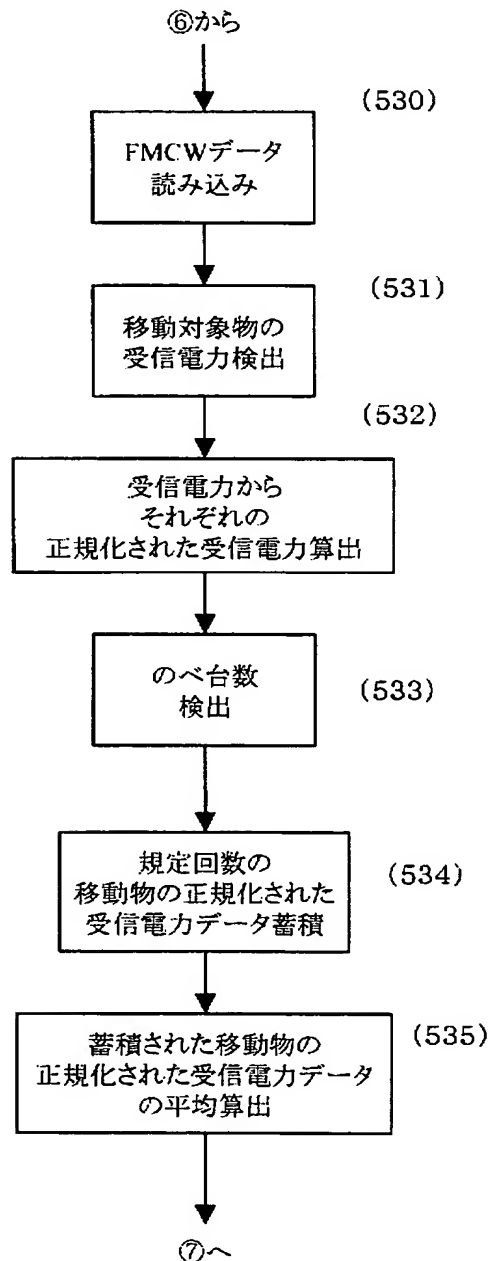 ⑥から
(530)
FMCWデータ
読み込み
(531)
移動対象物の
受信電力検出
(532)
受信電力から
それぞれの
正規化された受信電力算出
のべ台数
検出
(533)
規定回数の
移動物の正規化された
受信電力データ蓄積
(534)
蓄積された移動物の
正規化された受信電力データ
の平均算出
(535)
⑦へ